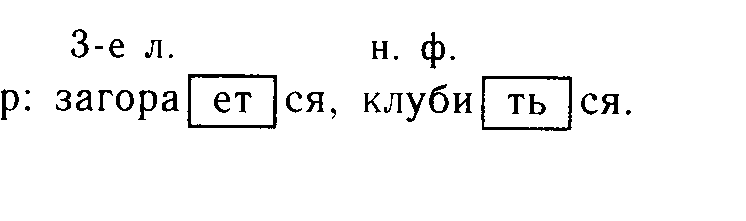 3-е л. н. ф.
р: загора ет ся, клуби ть ся.